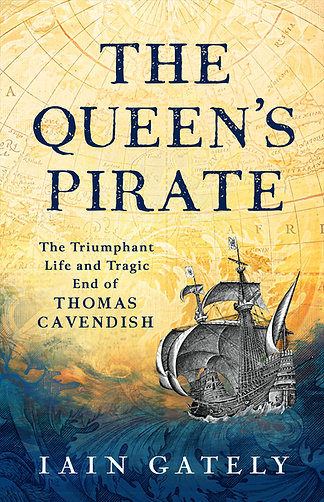 THE
QUEEN'S
PIRATE
The Triumphant
Life and Tragic
End of
THOMAS
CAVENDISH
IAIN GATELY